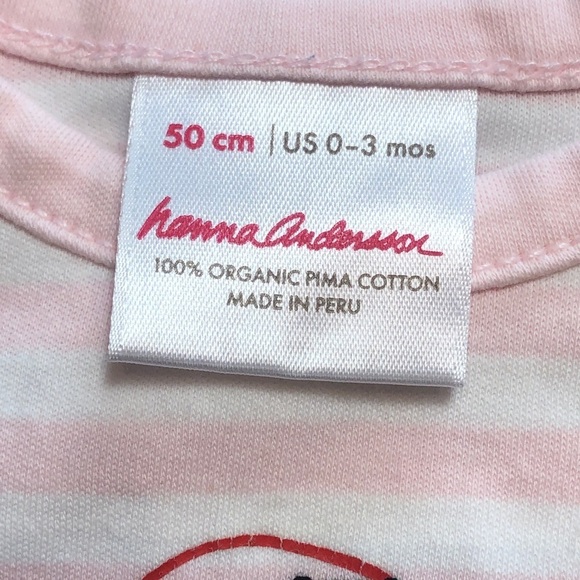 50 cm | US 0-3 mos
hanna Andersson
100% ORGANIC PIMA COTTON
MADE IN PERU